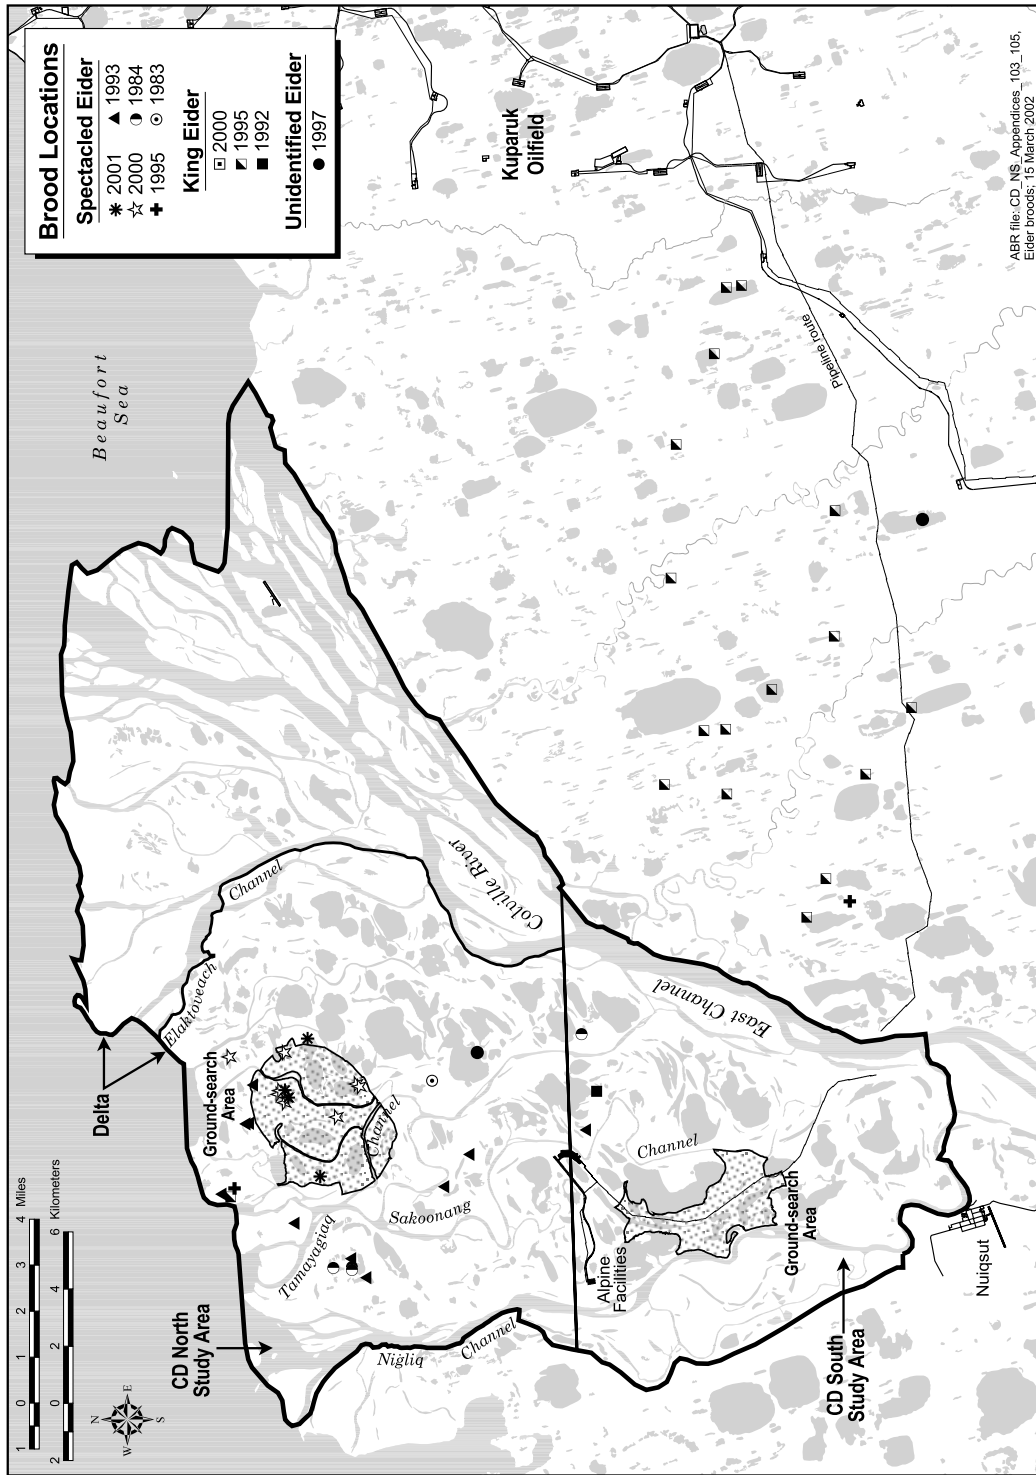 Brood Locations
Spectacled Eider
2001
1993
2000
1984
1995
1983
King Eider
2000
1995
1992
Unidentified Eider
1997
Beaufort
Sea
Kuparuk
Oilfield
Pipeline route
Colville River
East Channel
Channel
Elaktoveach
Delta
Ground-search
Area
Channel
Sakoonang
Tamayagiaq
CD North
Study Area
Nigliq
Channel
Alpine
Facilities
Channel
Ground-search
Area
CD South
Study Area
Nuiqsut
1 0 1 2 3 4 Miles
2 0 2 4 6 Kilometers
N
W E
S
ABR file: CD_NS_Appendices_103_105,
Eider broods; 15 March 2002